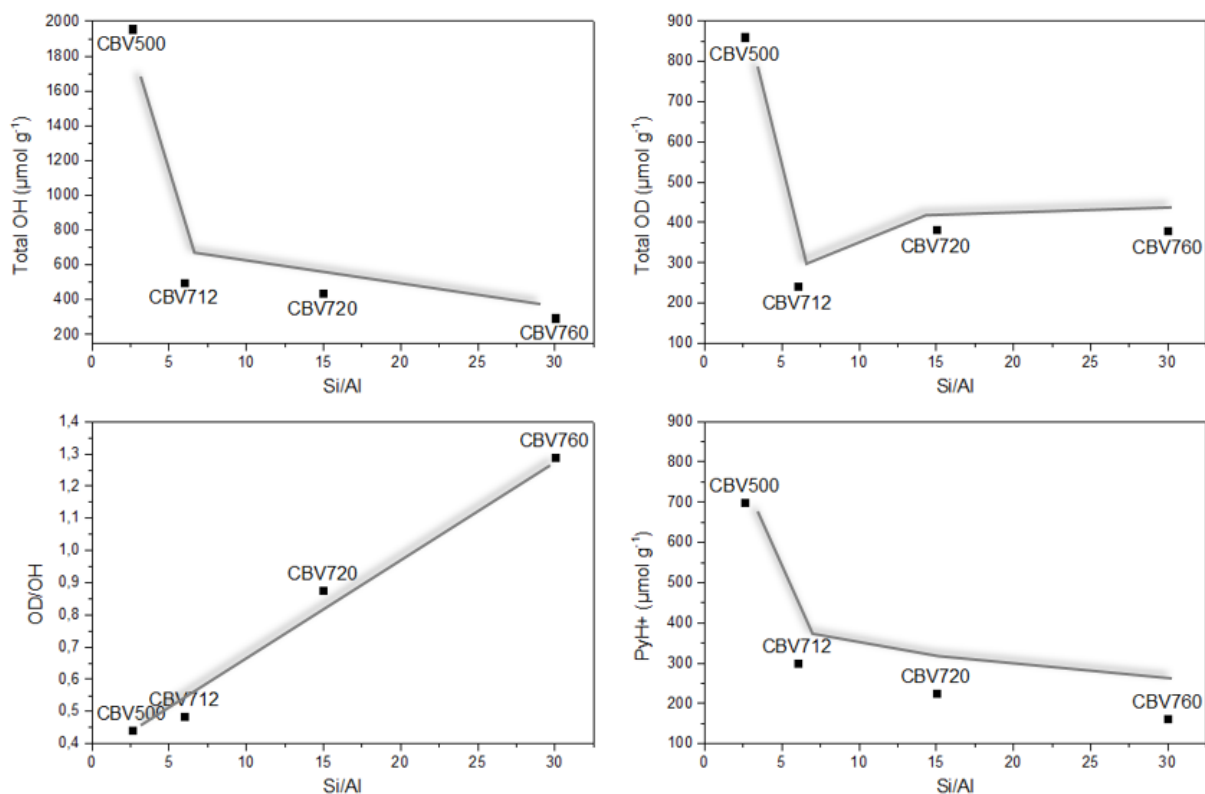 Total OH (µmol g⁻¹)
2000
1800
1600
1400
1200
1000
800
600
400
200
CBV500
CBV712
CBV720
CBV760
0 5 10 15 20 25 30
Si/Al
Total OD (µmol g⁻¹)
900
800
700
600
500
400
300
200
100
CBV500
CBV712
CBV720
CBV760
0 5 10 15 20 25 30
Si/Al
OD/OH
1,4
1,3
1,2
1,1
1,0
0,9
0,8
0,7
0,6
0,5
0,4
CBV760
CBV720
CBV712
CBV500
0 5 10 15 20 25 30
Si/Al
PyH+ (µmol g⁻¹)
900
800
700
600
500
400
300
200
100
CBV500
CBV712
CBV720
CBV760
0 5 10 15 20 25 30
Si/Al